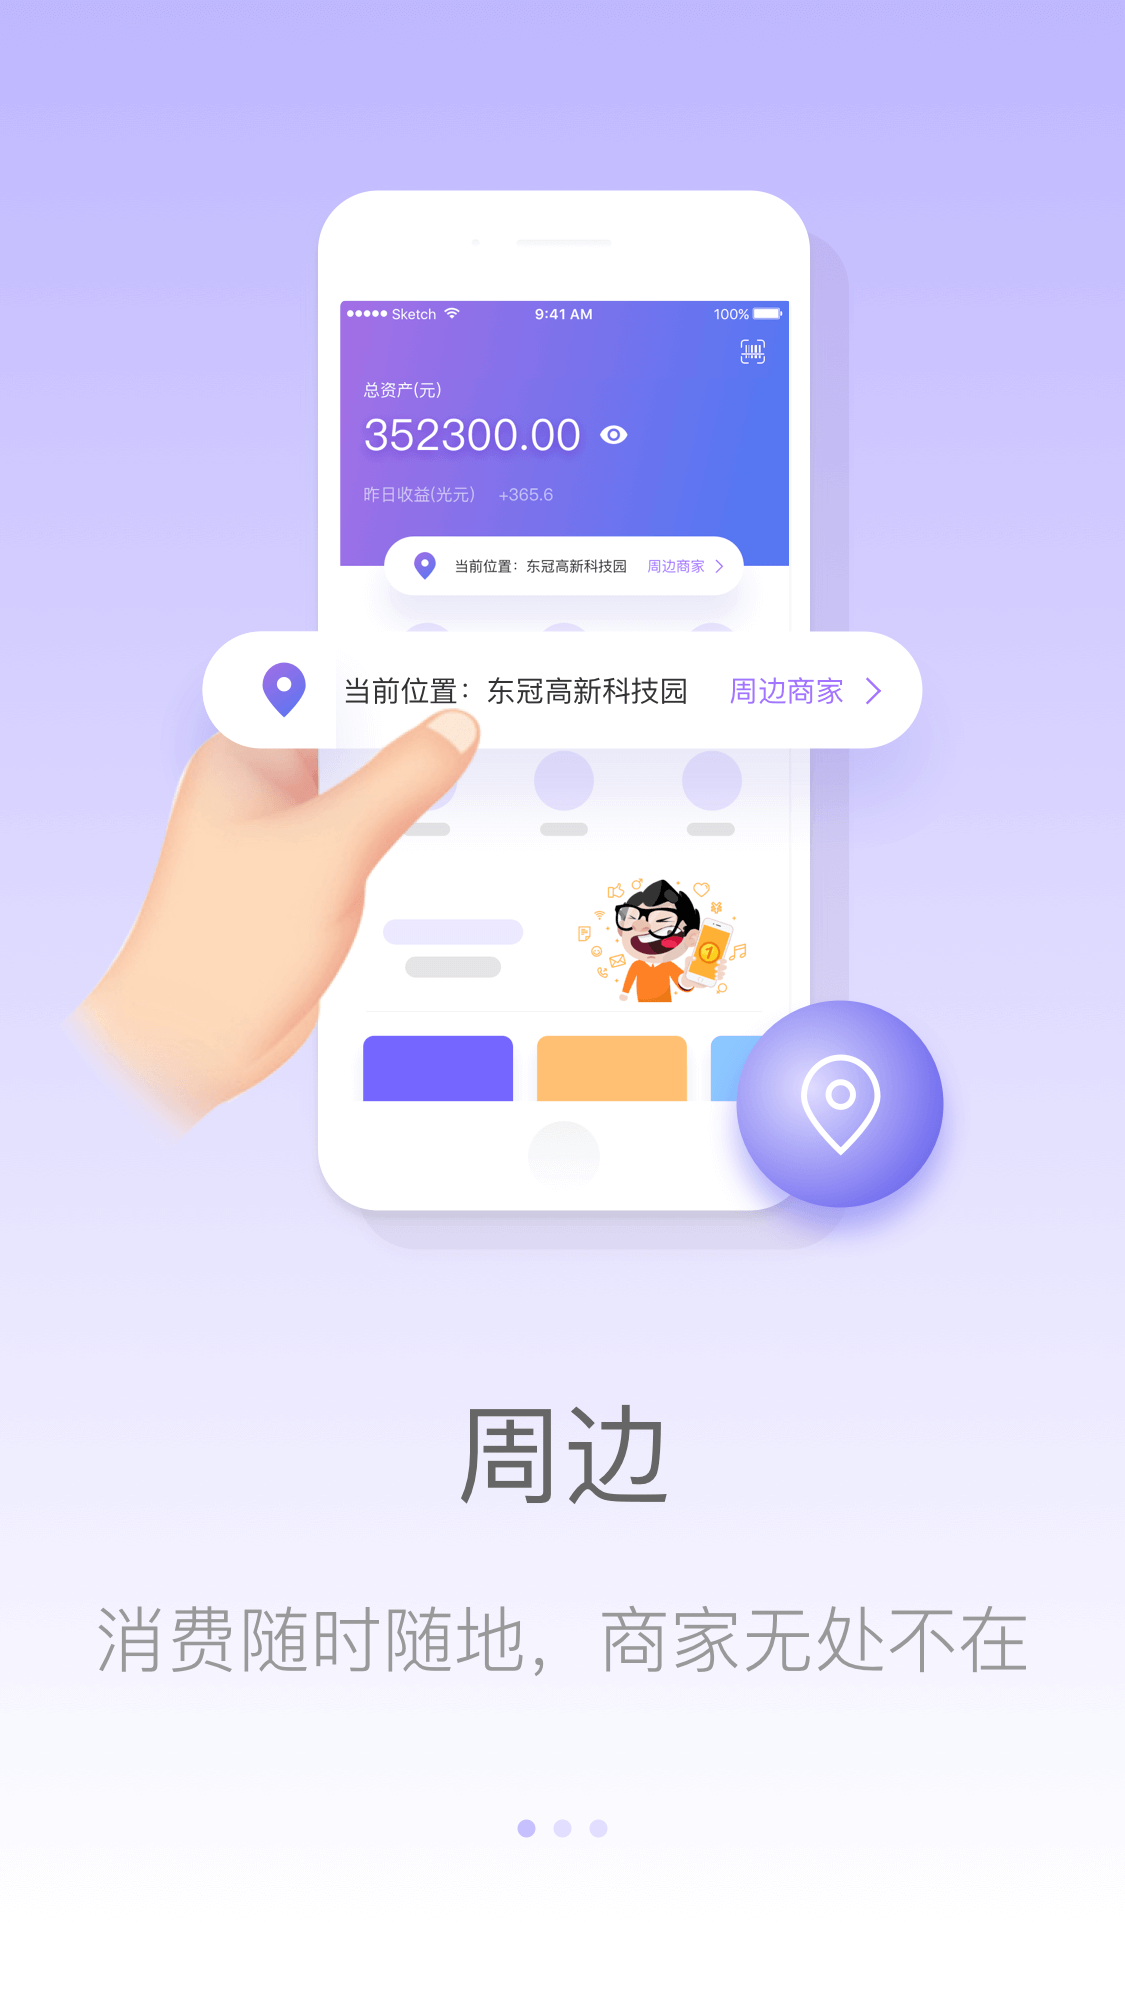 Sketch 9:41 AM 100%
总资产(元)
352300.00
昨日收益(光元) +365.6
当前位置：东冠高新科技园 周边商家
当前位置：东冠高新科技园 周边商家
周边
消费随时随地，商家无处不在